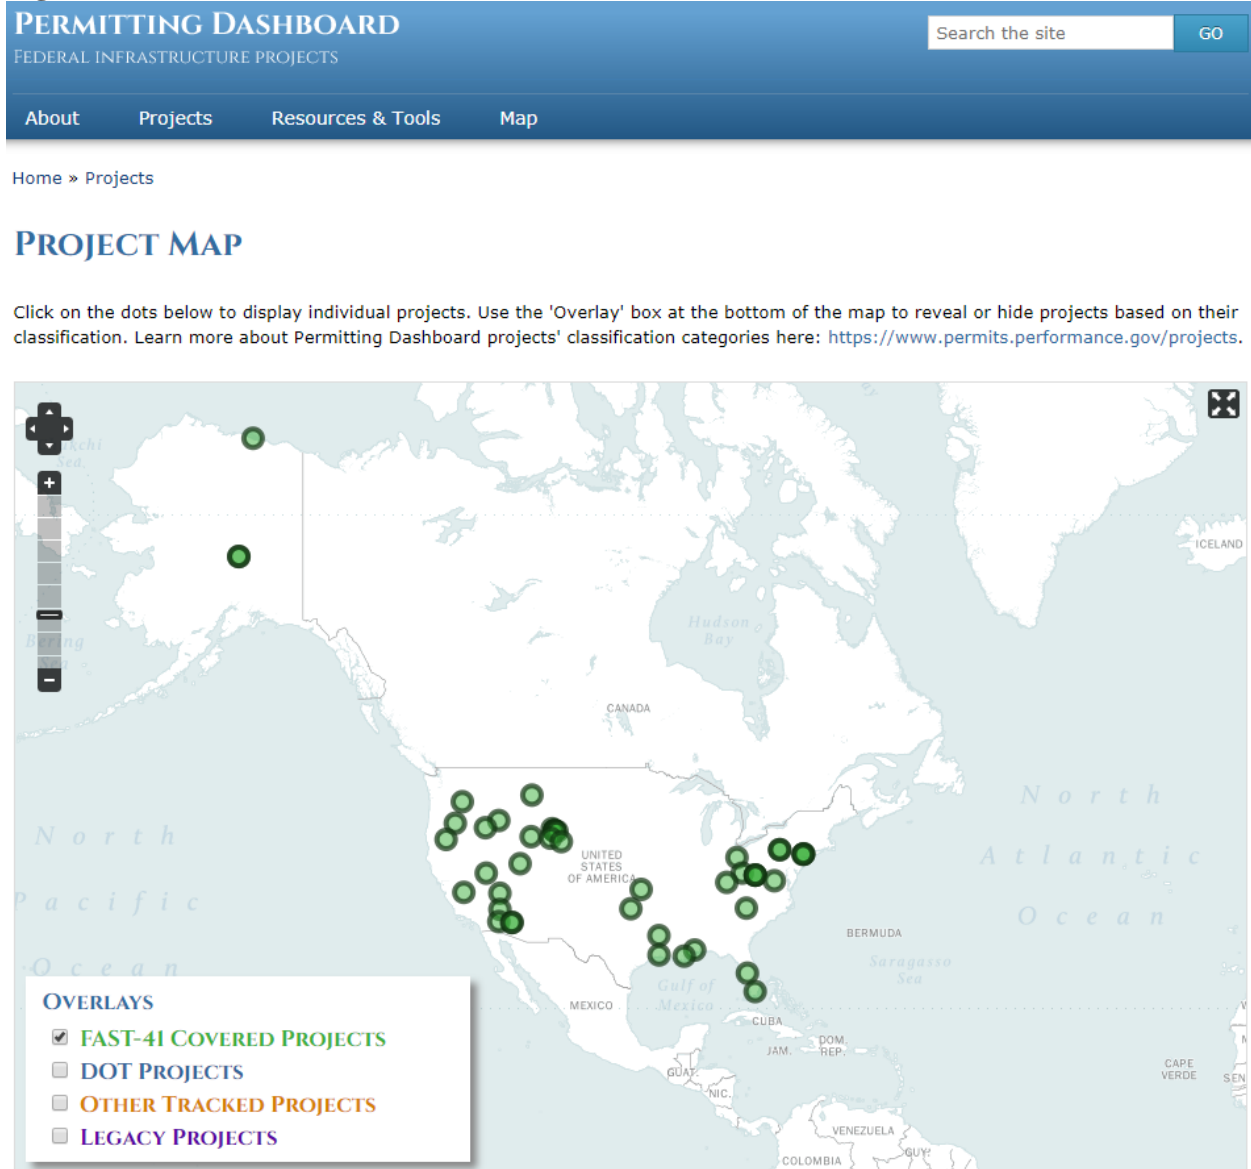 PERMITTING DASHBOARD
FEDERAL INFRASTRUCTURE PROJECTS
Search the site
GO
About
Projects
Resources & Tools
Map
Home » Projects
PROJECT MAP
Click on the dots below to display individual projects. Use the 'Overlay' box at the bottom of the map to reveal or hide projects based on their
classification. Learn more about Permitting Dashboard projects' classification categories here: https://www.permits.performance.gov/projects.
Sea
ICELAND
Bering
Sea
Hudson
Bay
CANADA
North
Pacific
Ocean
UNITED
STATES
OF AMERICA
North
Atlantic
Ocean
BERMUDA
Saragasso
Sea
Gulf of
Mexico
MEXICO
CUBA
JAM.
DOM.
REP.
GUAT.
NIC.
CAPE
VERDE
SEN
VENEZUELA
GUY.
COLOMBIA
OVERLAYS
FAST-41 COVERED PROJECTS
DOT PROJECTS
OTHER TRACKED PROJECTS
LEGACY PROJECTS